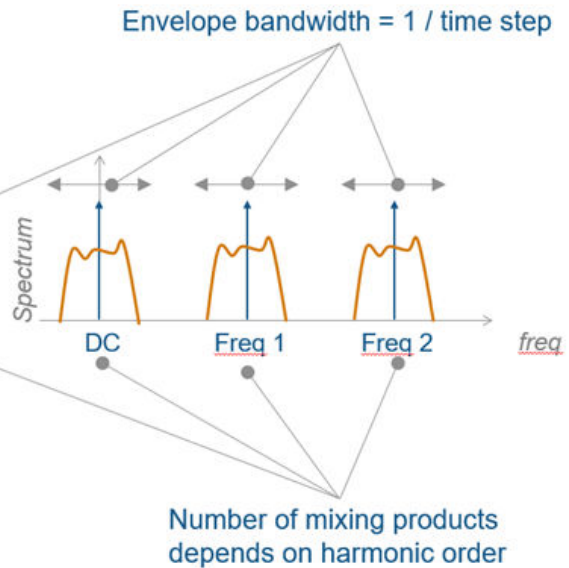 Envelope bandwidth = 1 / time step
Spectrum
DC
Freq 1
Freq 2
freq
Number of mixing products
depends on harmonic order